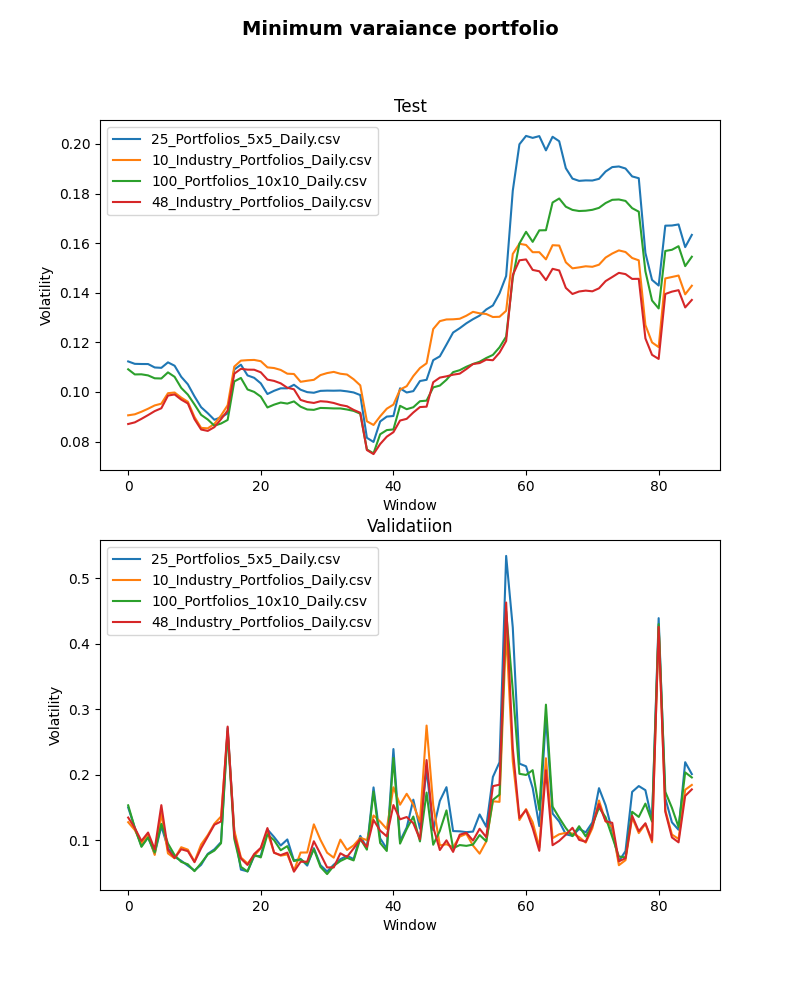 Minimum varaiance portfolio
Test
25_Portfolios_5x5_Daily.csv
10_Industry_Portfolios_Daily.csv
100_Portfolios_10x10_Daily.csv
48_Industry_Portfolios_Daily.csv
0.20
0.18
0.16
0.14
0.12
0.10
0.08
Volatility
0 20 40 60 80
Window
Validatiion
25_Portfolios_5x5_Daily.csv
10_Industry_Portfolios_Daily.csv
100_Portfolios_10x10_Daily.csv
48_Industry_Portfolios_Daily.csv
0.5
0.4
0.3
0.2
0.1
Volatility
0 20 40 60 80
Window